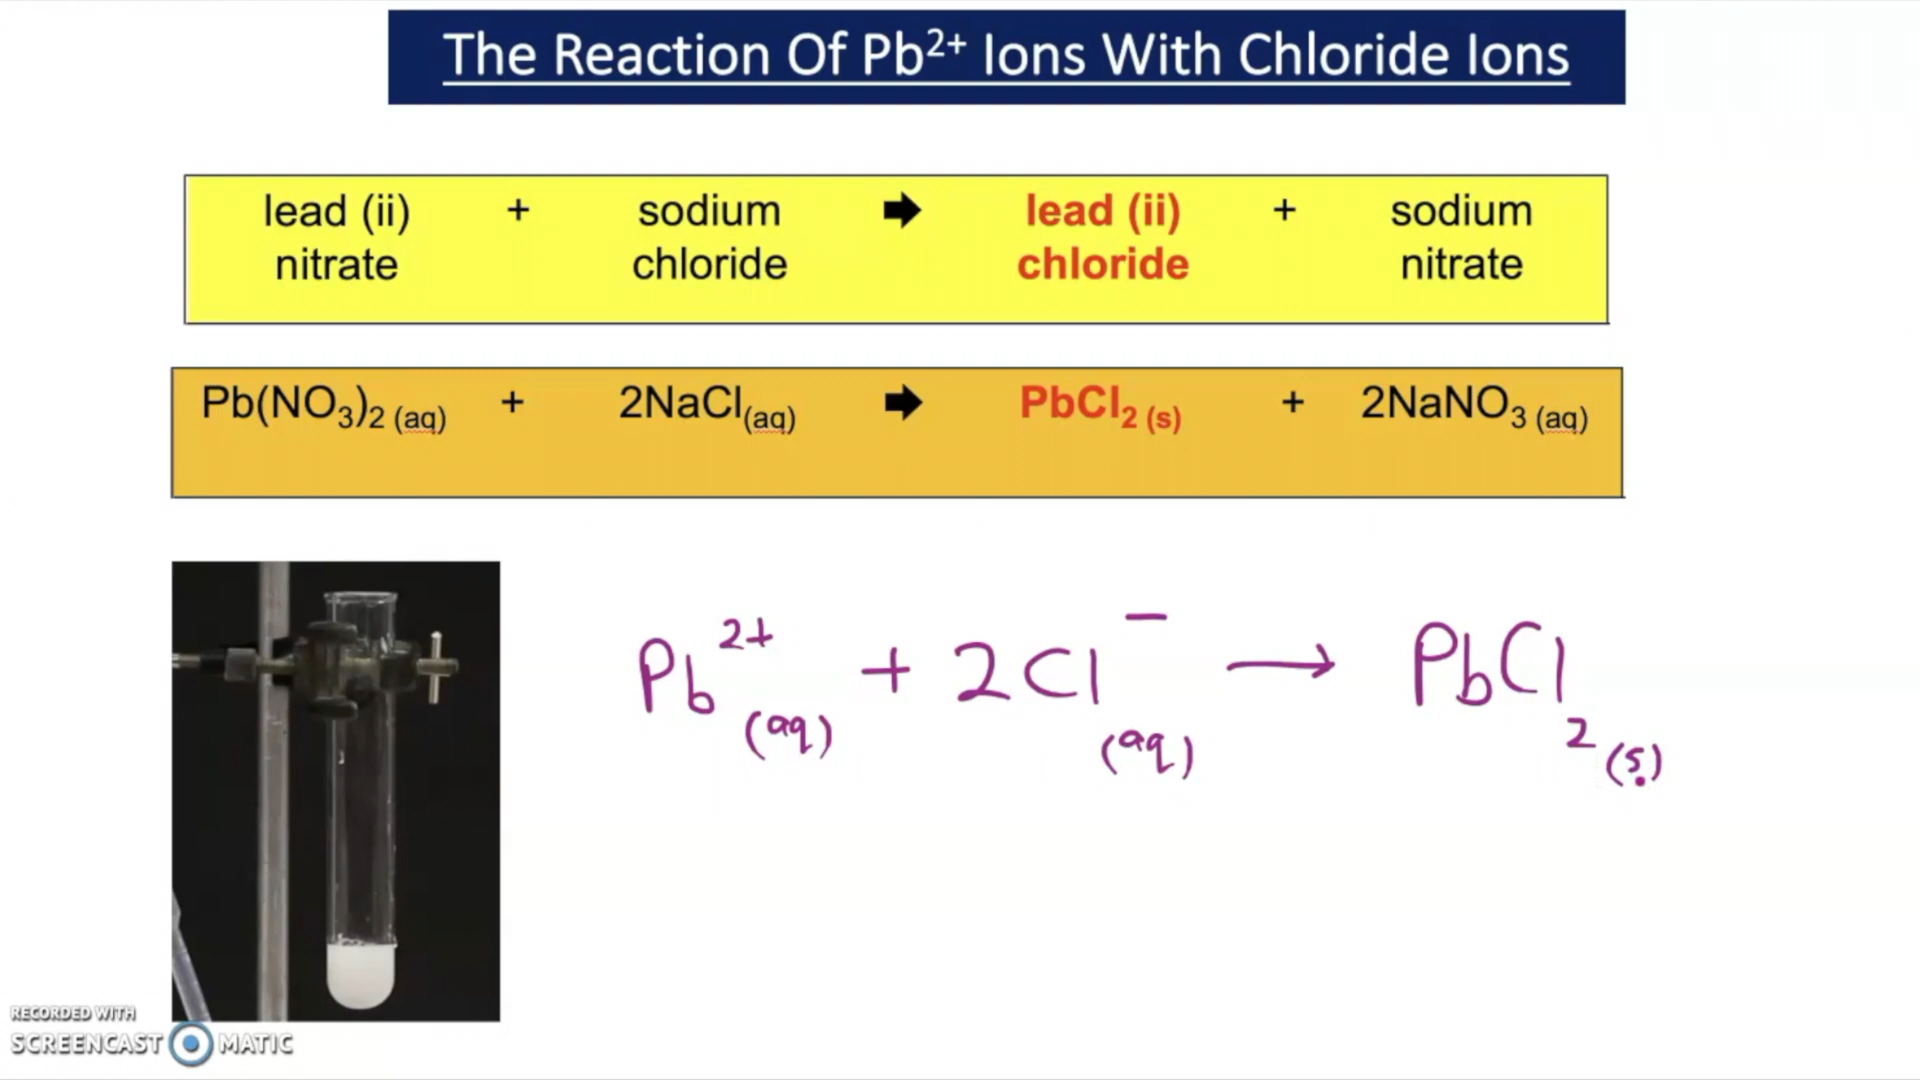 The Reaction Of Pb²⁺ Ions With Chloride Ions
lead (ii) + sodium ➡ lead (ii) + sodium
nitrate chloride chloride nitrate
Pb(NO₃)₂ (aq) + 2NaCl(aq) ➡ PbCl₂ (s) + 2NaNO₃ (aq)
Pb²⁺(aq) + 2Cl⁻(aq) → PbCl₂(s)
RECORDED WITH
SCREENCAST MATIC